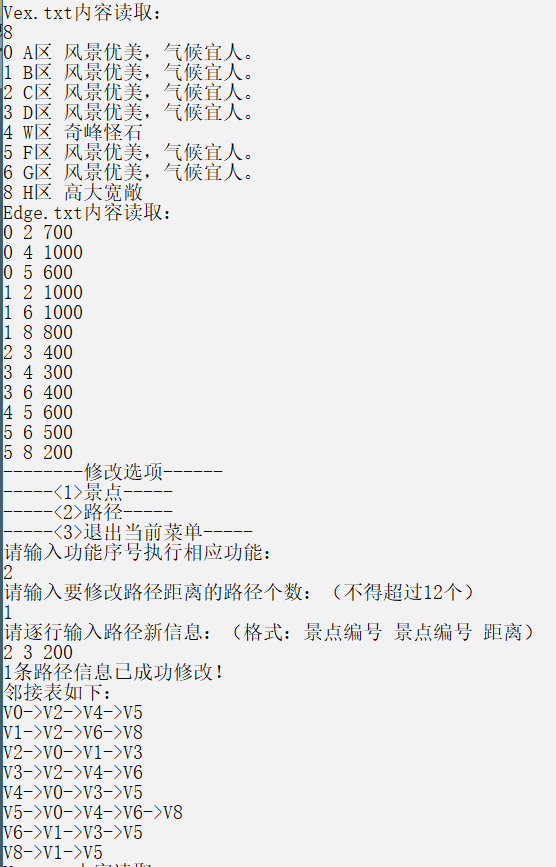 Vex.txt内容读取：
8
0 A区 风景优美，气候宜人。
1 B区 风景优美，气候宜人。
2 C区 风景优美，气候宜人。
3 D区 风景优美，气候宜人。
4 W区 奇峰怪石
5 F区 风景优美，气候宜人。
6 G区 风景优美，气候宜人。
8 H区 高大宽敞
Edge.txt内容读取：
0 2 700
0 4 1000
0 5 600
1 2 1000
1 6 1000
1 8 800
2 3 400
3 4 300
3 6 400
4 5 600
5 6 500
5 8 200
--------修改选项------
-----<1>景点-----
-----<2>路径-----
-----<3>退出当前菜单-----
请输入功能序号执行相应功能：
2
请输入要修改路径距离的路径个数：（不得超过12个）
1
请逐行输入路径新信息：（格式：景点编号 景点编号 距离）
2 3 200
1条路径信息已成功修改！
邻接表如下：
V0->V2->V4->V5
V1->V2->V6->V8
V2->V0->V1->V3
V3->V2->V4->V6
V4->V0->V3->V5
V5->V0->V4->V6->V8
V6->V1->V3->V5
V8->V1->V5